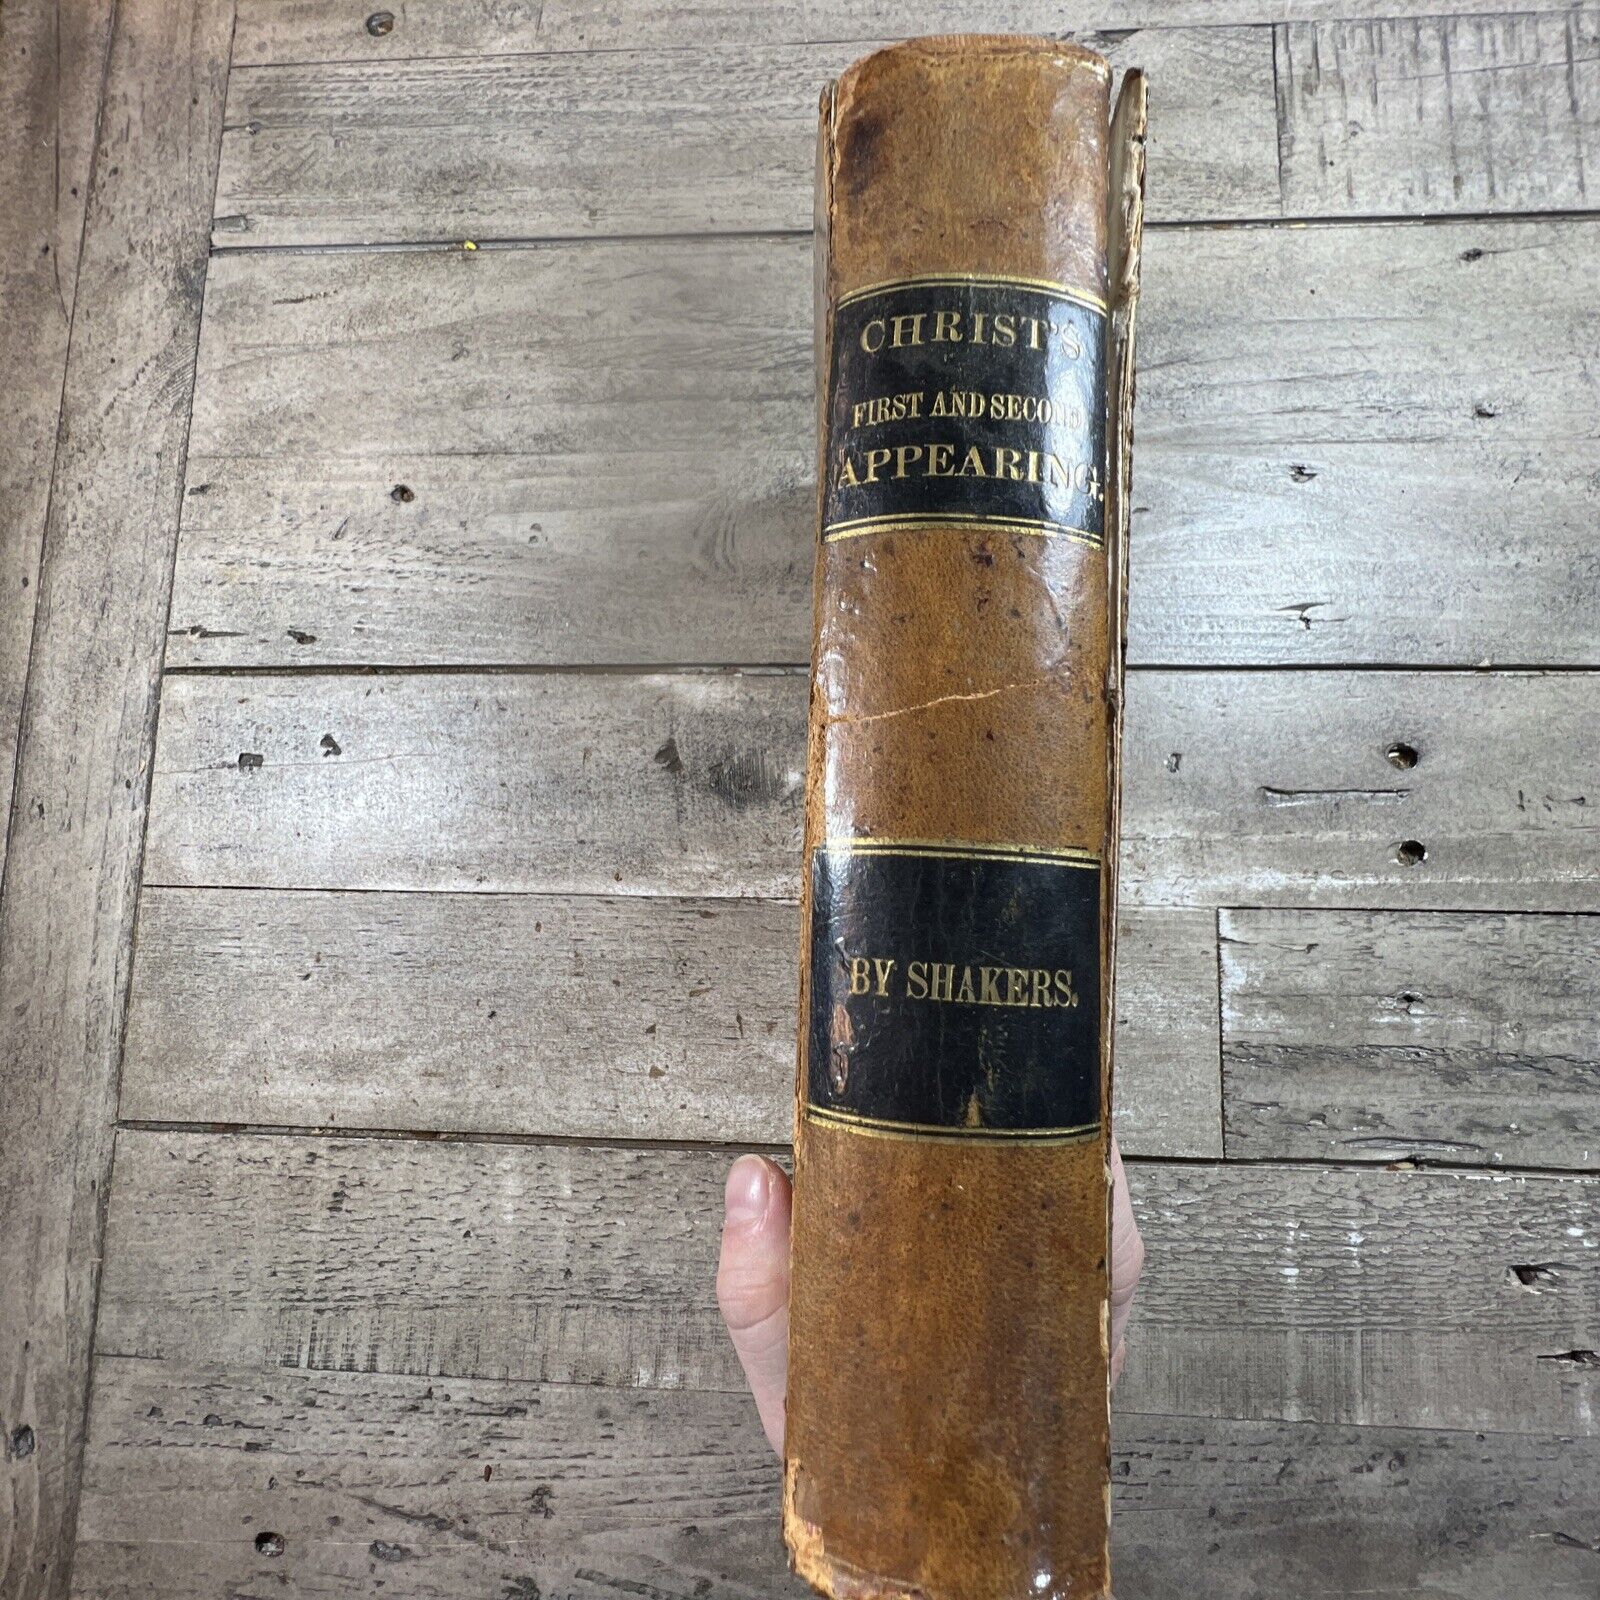 CHRIST'S
FIRST AND SECOND
APPEARING.
BY SHAKERS.